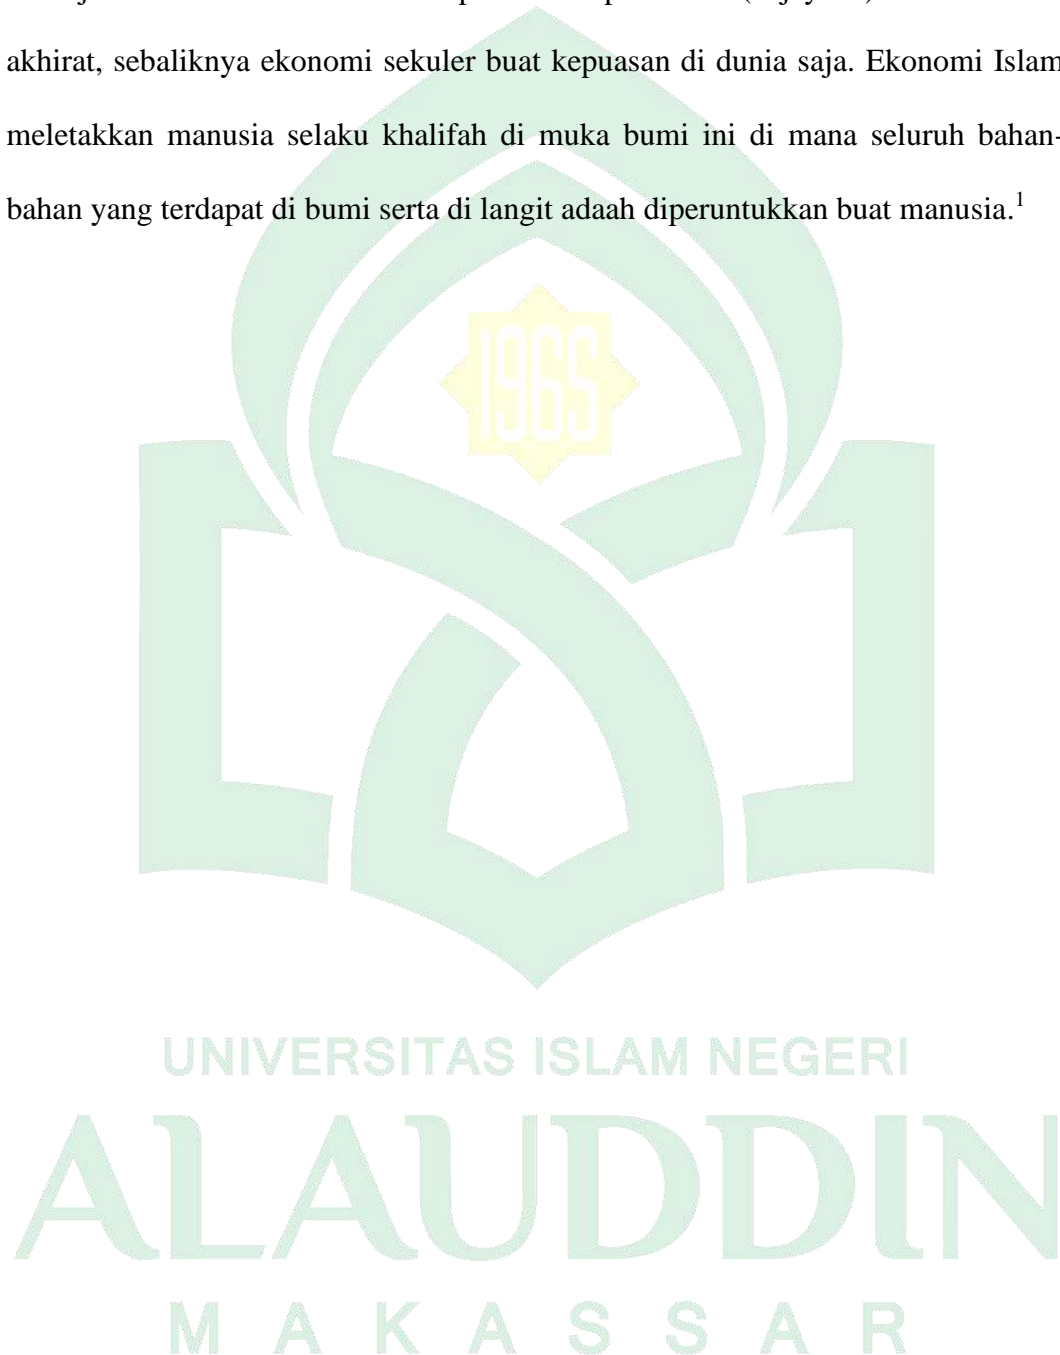 akhirat, sebaliknya ekonomi sekuler buat kepuasan di dunia saja. Ekonomi Islam
meletakkan manusia selaku khalifah di muka bumi ini di mana seluruh bahan-
bahan yang terdapat di bumi serta di langit adaah diperuntukkan buat manusia.1
1965
UNIVERSITAS ISLAM NEGERI
ALAUDDIN
MAKASSAR